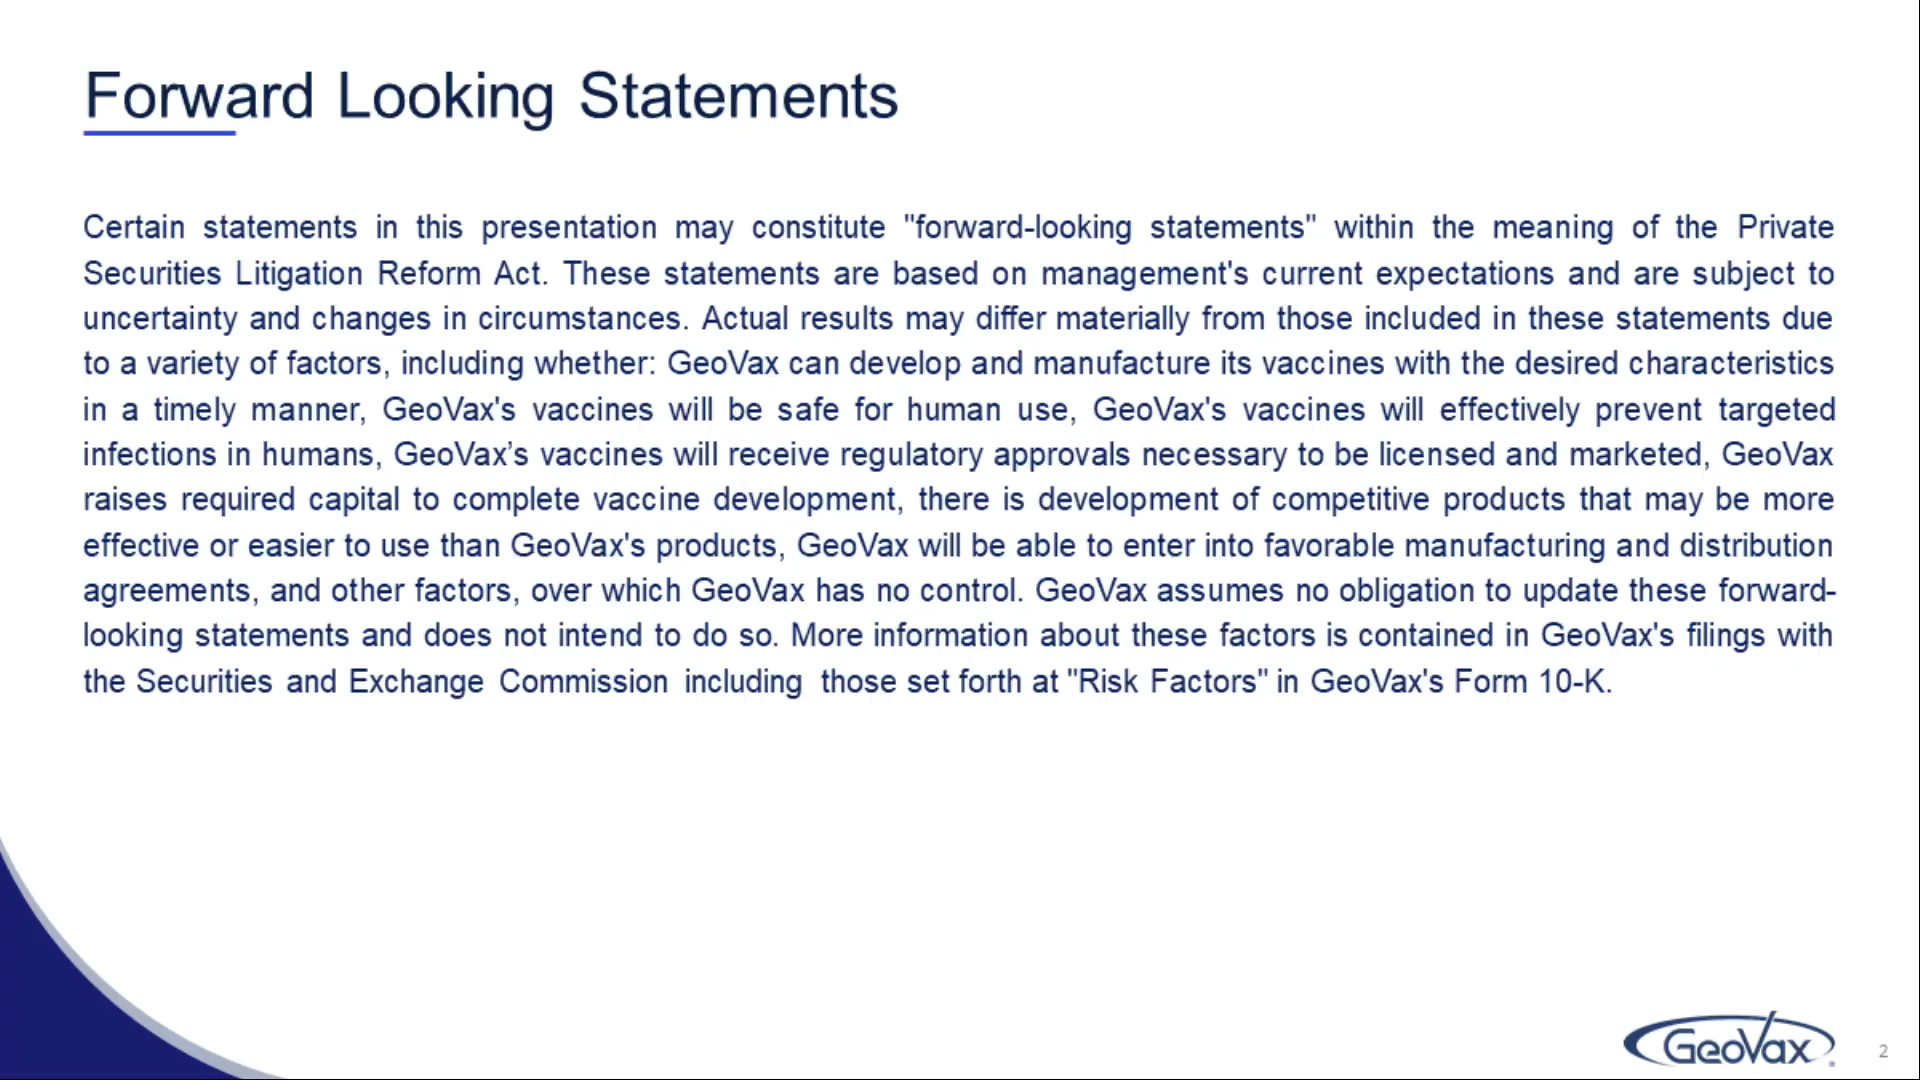 Forward Looking Statements
Certain statements in this presentation may constitute "forward-looking statements" within the meaning of the Private
Securities Litigation Reform Act. These statements are based on management's current expectations and are subject to
uncertainty and changes in circumstances. Actual results may differ materially from those included in these statements due
to a variety of factors, including whether: GeoVax can develop and manufacture its vaccines with the desired characteristics
in a timely manner, GeoVax's vaccines will be safe for human use, GeoVax's vaccines will effectively prevent targeted
infections in humans, GeoVax’s vaccines will receive regulatory approvals necessary to be licensed and marketed, GeoVax
raises required capital to complete vaccine development, there is development of competitive products that may be more
effective or easier to use than GeoVax's products, GeoVax will be able to enter into favorable manufacturing and distribution
agreements, and other factors, over which GeoVax has no control. GeoVax assumes no obligation to update these forward-
looking statements and does not intend to do so. More information about these factors is contained in GeoVax's filings with
the Securities and Exchange Commission including those set forth at "Risk Factors" in GeoVax's Form 10-K.
GeoVax
2